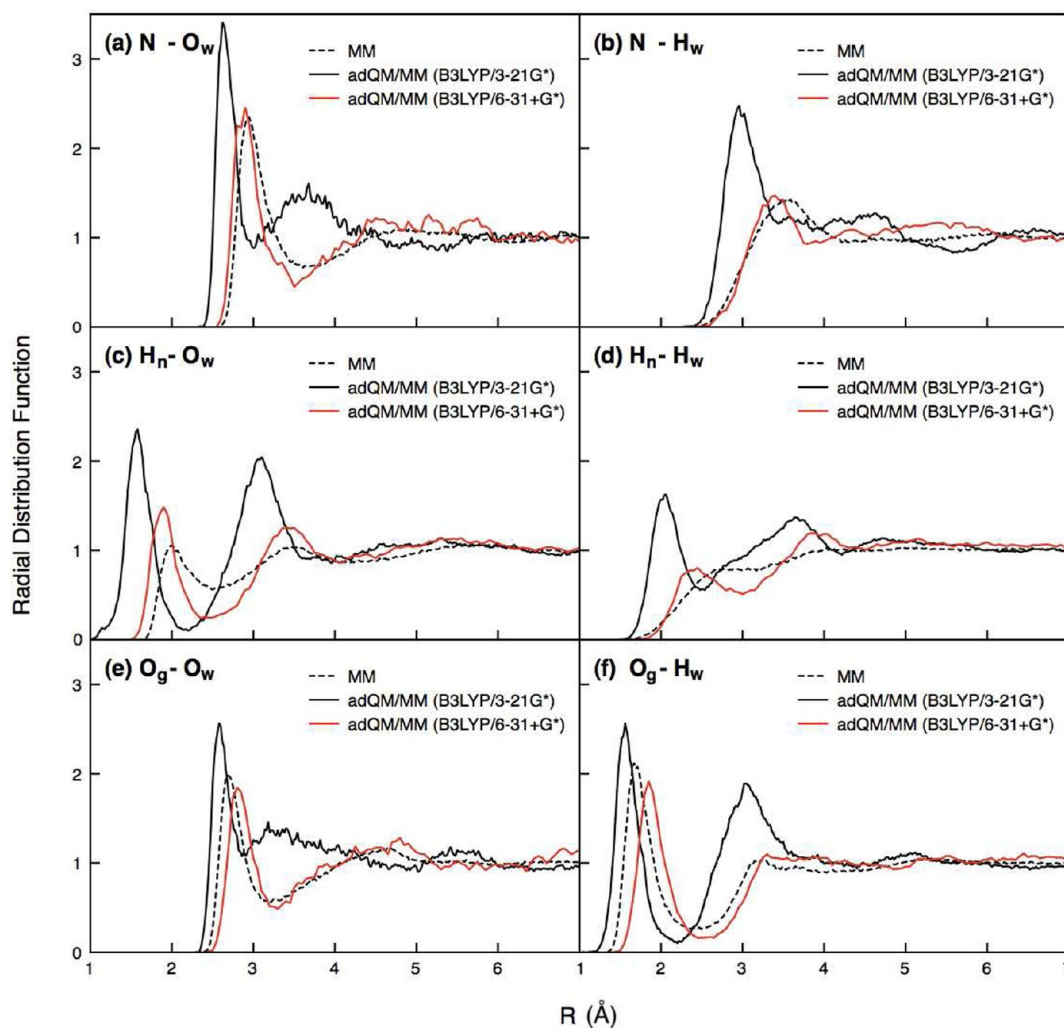 (a) N - Ow
MM
adQM/MM (B3LYP/3-21G*)
adQM/MM (B3LYP/6-31+G*)
(b) N - Hw
MM
adQM/MM (B3LYP/3-21G*)
adQM/MM (B3LYP/6-31+G*)
3
2
1
0
(c) Hn - Ow
MM
adQM/MM (B3LYP/3-21G*)
adQM/MM (B3LYP/6-31+G*)
(d) Hn - Hw
MM
adQM/MM (B3LYP/3-21G*)
adQM/MM (B3LYP/6-31+G*)
3
2
1
0
(e) Og - Ow
MM
adQM/MM (B3LYP/3-21G*)
adQM/MM (B3LYP/6-31+G*)
(f) Og - Hw
MM
adQM/MM (B3LYP/3-21G*)
adQM/MM (B3LYP/6-31+G*)
3
2
1
0
1 2 3 4 5 6 1 2 3 4 5 6
Radial Distribution Function
R (Å)